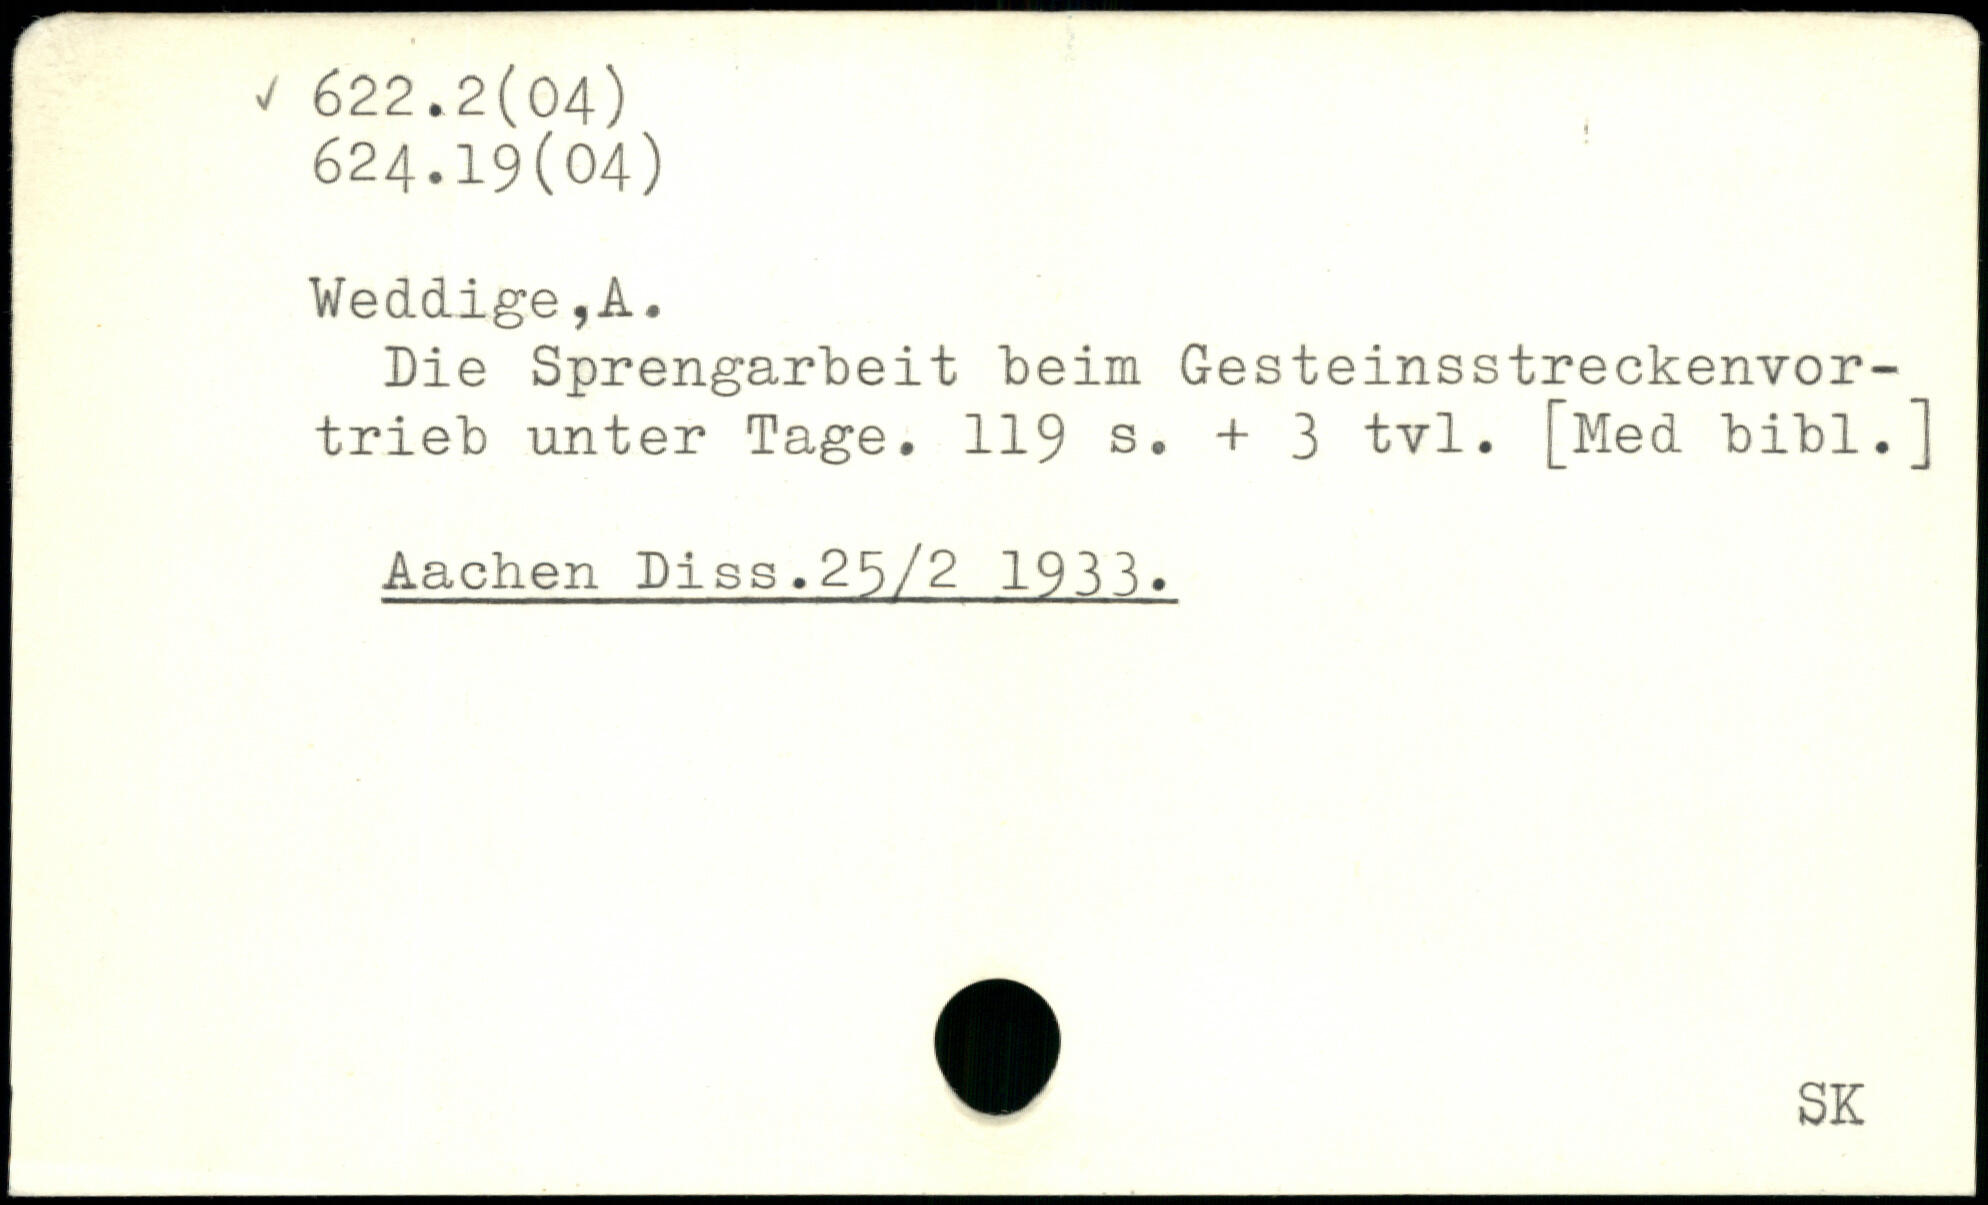 ✓ 622.2(04)
624.19(04)
Weddige,A.
Die Sprengarbeit beim Gesteinsstreckenvor-
trieb unter Tage. 119 s. + 3 tvl. [Med bibl.]
Aachen Diss.25/2 1933.
SK